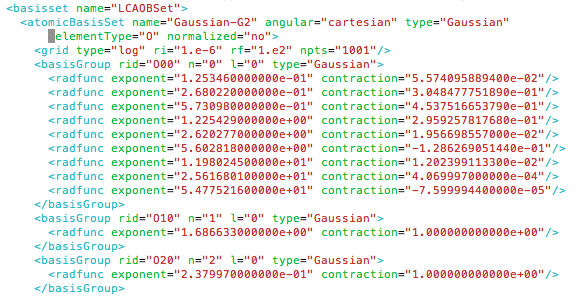 <basisset name="LCAOBSet">
<atomicBasisSet name="Gaussian-G2" angular="cartesian" type="Gaussian"
elementType="O" normalized="no">
<grid type="log" ri="1.e-6" rf="1.e2" npts="1001"/>
<basisGroup rid="O00" n="0" l="0" type="Gaussian">
<radfunc exponent="1.253460000000e-01" contraction="5.574095889400e-02"/>
<radfunc exponent="2.680220000000e-01" contraction="3.048477751890e-01"/>
<radfunc exponent="5.730980000000e-01" contraction="4.537516653790e-01"/>
<radfunc exponent="1.225429000000e+00" contraction="2.959257817680e-01"/>
<radfunc exponent="2.620277000000e+00" contraction="1.956698557000e-02"/>
<radfunc exponent="5.602818000000e+00" contraction="-1.286269051440e-01"/>
<radfunc exponent="1.198024500000e+01" contraction="1.202399113300e-02"/>
<radfunc exponent="2.561680100000e+01" contraction="4.069997000000e-04"/>
<radfunc exponent="5.477521600000e+01" contraction="-7.599994400000e-05"/>
</basisGroup>
<basisGroup rid="O10" n="1" l="0" type="Gaussian">
<radfunc exponent="1.686633000000e+00" contraction="1.000000000000e+00"/>
</basisGroup>
<basisGroup rid="O20" n="2" l="0" type="Gaussian">
<radfunc exponent="2.379970000000e-01" contraction="1.000000000000e+00"/>
</basisGroup>